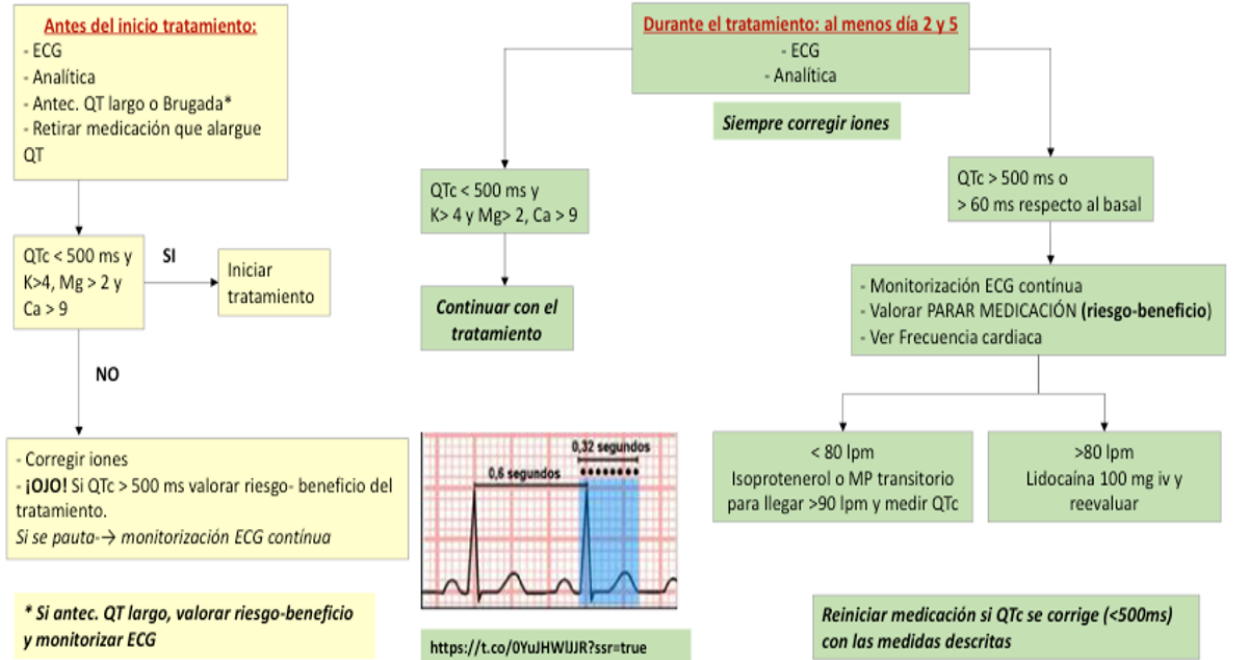 Antes del inicio tratamiento:
- ECG
- Analítica
- Antec. QT largo o Brugada*
- Retirar medicación que alargue
QT
QTc < 500 ms y
K>4, Mg > 2 y
Ca > 9
SI
Iniciar
tratamiento
NO
- Corregir iones
- ¡OJO! Si QTc > 500 ms valorar riesgo- beneficio del
tratamiento.
Si se pauta-→ monitorización ECG contínua
* Si antec. QT largo, valorar riesgo-beneficio
y monitorizar ECG
Durante el tratamiento: al menos día 2 y 5
- ECG
- Analítica
Siempre corregir iones
QTc < 500 ms y
K> 4 y Mg> 2, Ca > 9
Continuar con el
tratamiento
QTc > 500 ms o
> 60 ms respecto al basal
- Monitorización ECG contínua
- Valorar PARAR MEDICACIÓN (riesgo-beneficio)
- Ver Frecuencia cardiaca
< 80 lpm
Isoproterenol o MP transitorio
para llegar >90 lpm y medir QTc
>80 lpm
Lidocaína 100 mg iv y
reevaluar
0,32 segundos
0,6 segundos
https://t.co/0YuJHWlJJR?ssr=true
Reiniciar medicación si QTc se corrige (<500ms)
con las medidas descritas